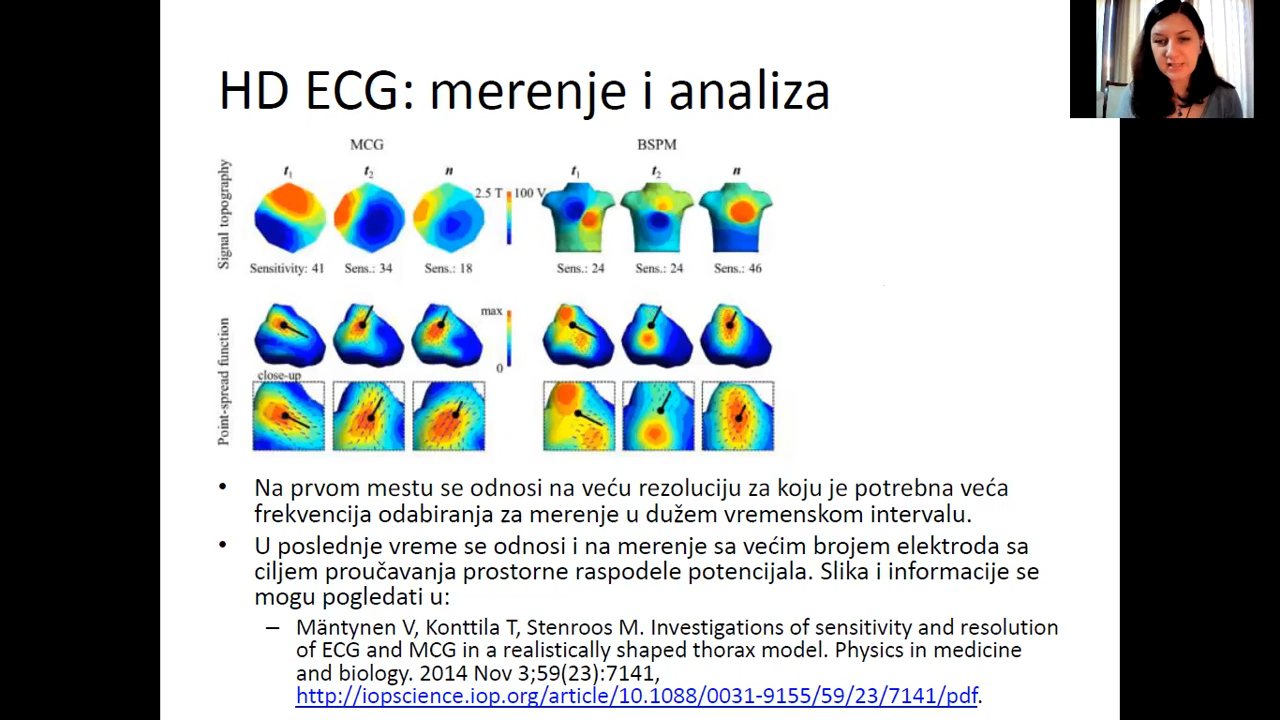 HD ECG: merenje i analiza
MCG
BSPM
Signal topography
t1 t2 n
2.5 T 100 V
t1 t2 n
Sensitivity: 41 Sens.: 34 Sens.: 18
Sens.: 24 Sens.: 24 Sens.: 46
Point-spread function
max
0
close-up
• Na prvom mestu se odnosi na veću rezoluciju za koju je potrebna veća
frekvencija odabiranja za merenje u dužem vremenskom intervalu.
• U poslednje vreme se odnosi i na merenje sa većim brojem elektroda sa
ciljem proučavanja prostorne raspodele potencijala. Slika i informacije se
mogu pogledati u:
– Mäntynen V, Konttila T, Stenroos M. Investigations of sensitivity and resolution
of ECG and MCG in a realistically shaped thorax model. Physics in medicine
and biology. 2014 Nov 3;59(23):7141,
http://iopscience.iop.org/article/10.1088/0031-9155/59/23/7141/pdf.